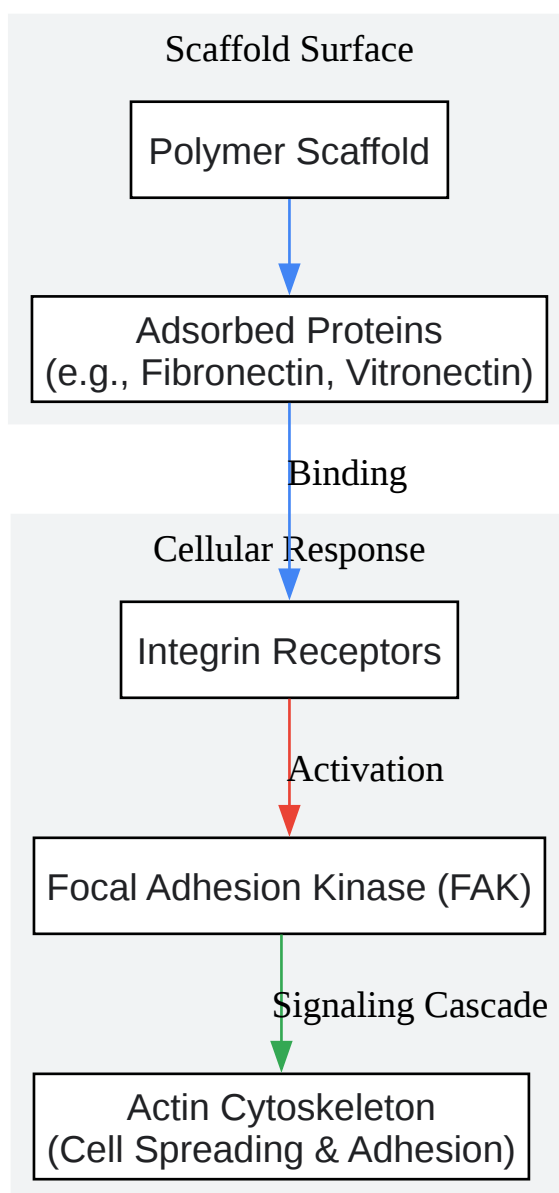 Scaffold Surface
Polymer Scaffold
Adsorbed Proteins
(e.g., Fibronectin, Vitronectin)
Binding
Cellular Response
Integrin Receptors
Activation
Focal Adhesion Kinase (FAK)
Signaling Cascade
Actin Cytoskeleton
(Cell Spreading & Adhesion)